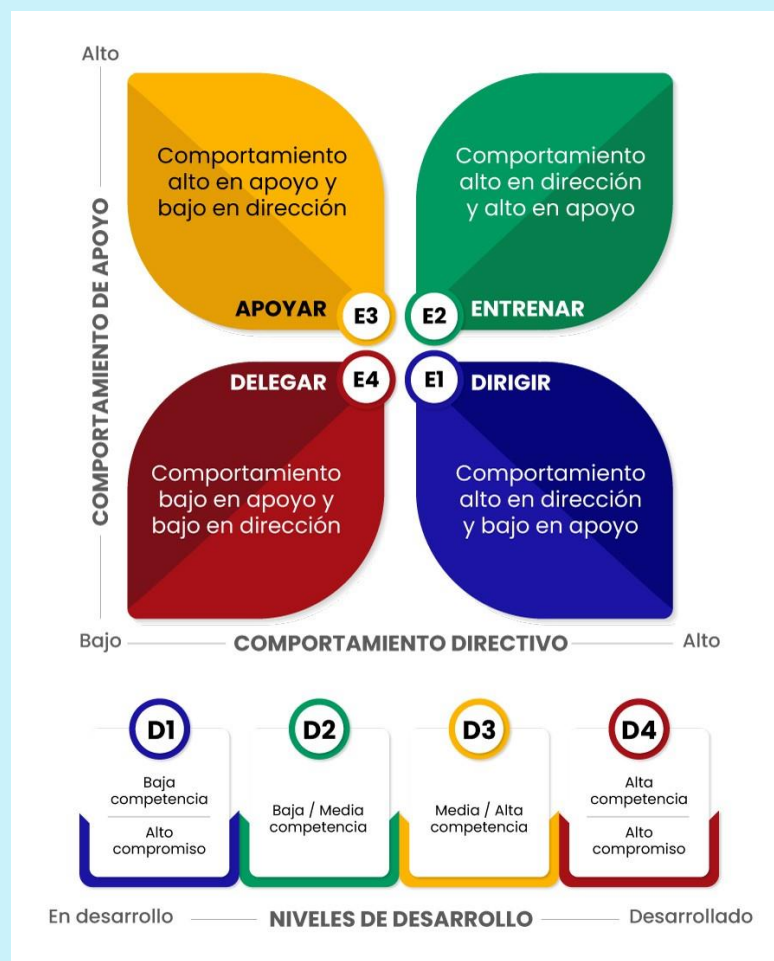 Alto
COMPORTAMIENTO DE APOYO
Comportamiento
alto en apoyo y
bajo en dirección
APOYAR
E3
Comportamiento
alto en dirección
y alto en apoyo
E2
ENTRENAR
DELEGAR
E4
Comportamiento
bajo en apoyo y
bajo en dirección
E1
DIRIGIR
Comportamiento
alto en dirección
y bajo en apoyo
Bajo
COMPORTAMIENTO DIRECTIVO
Alto
D1
Baja
competencia
Alto
compromiso
D2
Baja / Media
competencia
D3
Media / Alta
competencia
D4
Alta
competencia
Alto
compromiso
En desarrollo
NIVELES DE DESARROLLO
Desarrollado